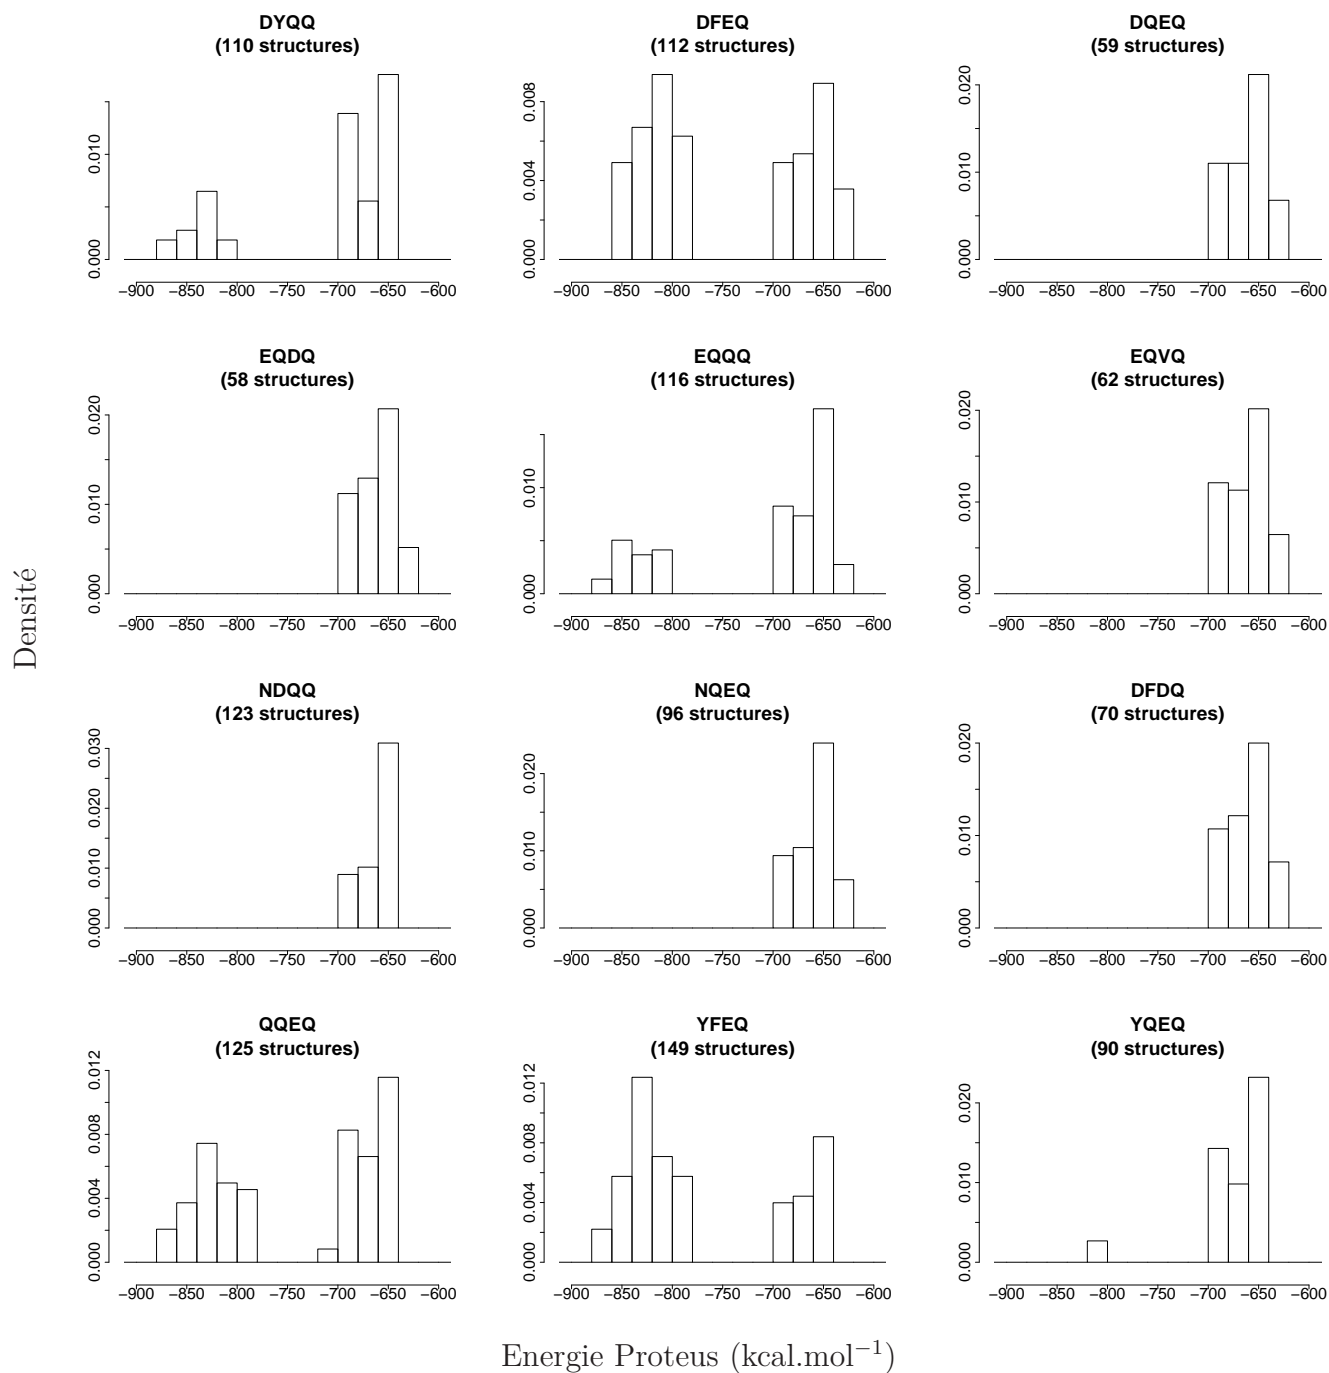 DYQQ
(110 structures)
DFEQ
(112 structures)
DQEQ
(59 structures)
0.000 0.010
−900 −850 −800 −750 −700 −650 −600
0.000 0.004 0.008
−900 −850 −800 −750 −700 −650 −600
0.000 0.010 0.020
−900 −850 −800 −750 −700 −650 −600
EQDQ
(58 structures)
EQQQ
(116 structures)
EQVQ
(62 structures)
0.000 0.010 0.020
−900 −850 −800 −750 −700 −650 −600
0.000 0.010
−900 −850 −800 −750 −700 −650 −600
0.000 0.010 0.020
−900 −850 −800 −750 −700 −650 −600
Densité
NDQQ
(123 structures)
NQEQ
(96 structures)
DFDQ
(70 structures)
0.000 0.010 0.020 0.030
−900 −850 −800 −750 −700 −650 −600
0.000 0.010 0.020
−900 −850 −800 −750 −700 −650 −600
0.000 0.010 0.020
−900 −850 −800 −750 −700 −650 −600
QQEQ
(125 structures)
YFEQ
(149 structures)
YQEQ
(90 structures)
0.000 0.004 0.008 0.012
−900 −850 −800 −750 −700 −650 −600
0.000 0.004 0.008 0.012
−900 −850 −800 −750 −700 −650 −600
0.000 0.010 0.020
−900 −850 −800 −750 −700 −650 −600
Energie Proteus (kcal.mol⁻¹)